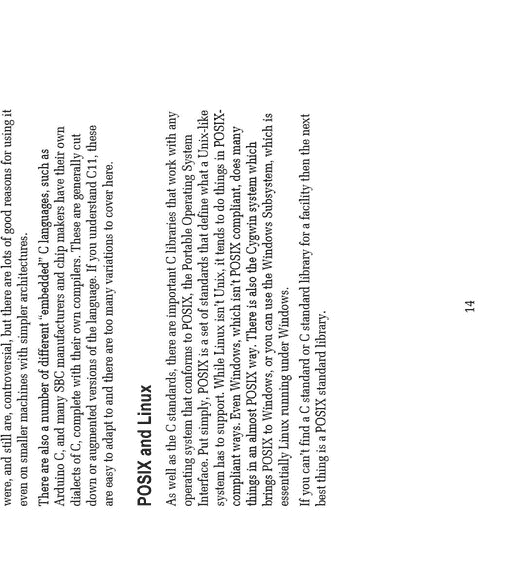 were, and still are, controversial, but there are lots of good reasons for using it
even on smaller machines with simpler architectures.
There are also a number of different "embedded" C languages, such as
Arduino C, and many SBC manufacturers and chip makers have their own
dialects of C, complete with their own compilers. These are generally cut
down or augmented versions of the language. If you understand C11, these
are easy to adapt to and there are too many variations to cover here.
POSIX and Linux
As well as the C standards, there are important C libraries that work with any
operating system that conforms to POSIX, the Portable Operating System
Interface. Put simply, POSIX is a set of standards that define what a Unix-like
system has to support. While Linux isn't Unix, it tends to do things in POSIX-
compliant ways. Even Windows, which isn't POSIX compliant, does many
things in an almost POSIX way. There is also the Cygwin system which
brings POSIX to Windows, or you can use the Windows Subsystem, which is
essentially Linux running under Windows.
If you can't find a C standard or C standard library for a facility then the next
best thing is a POSIX standard library.
14